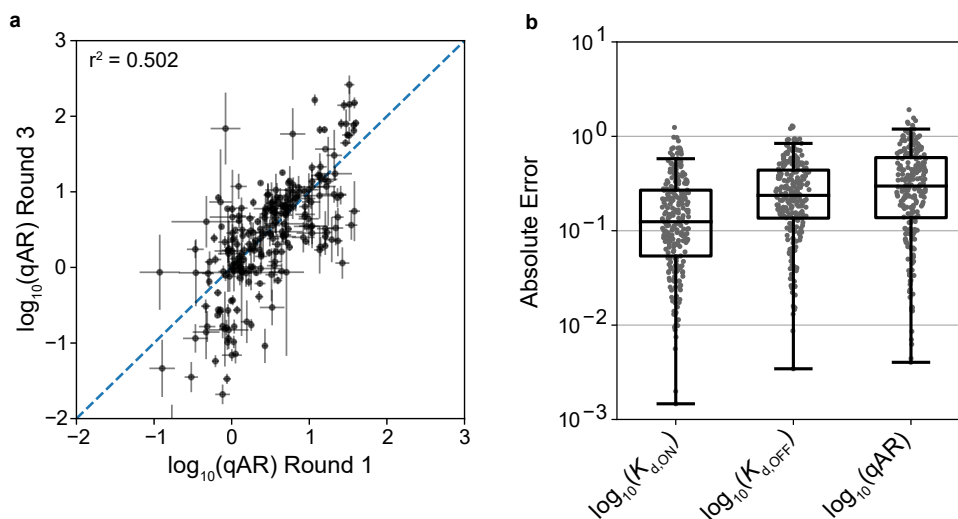 a
r² = 0.502
3
2
1
0
−1
−2
−2 −1 0 1 2 3
log₁₀(qAR) Round 3
log₁₀(qAR) Round 1
b
10¹
10⁰
10⁻¹
10⁻²
10⁻³
Absolute Error
log₁₀(K_d,ON)
log₁₀(K_d,OFF)
log₁₀(qAR)